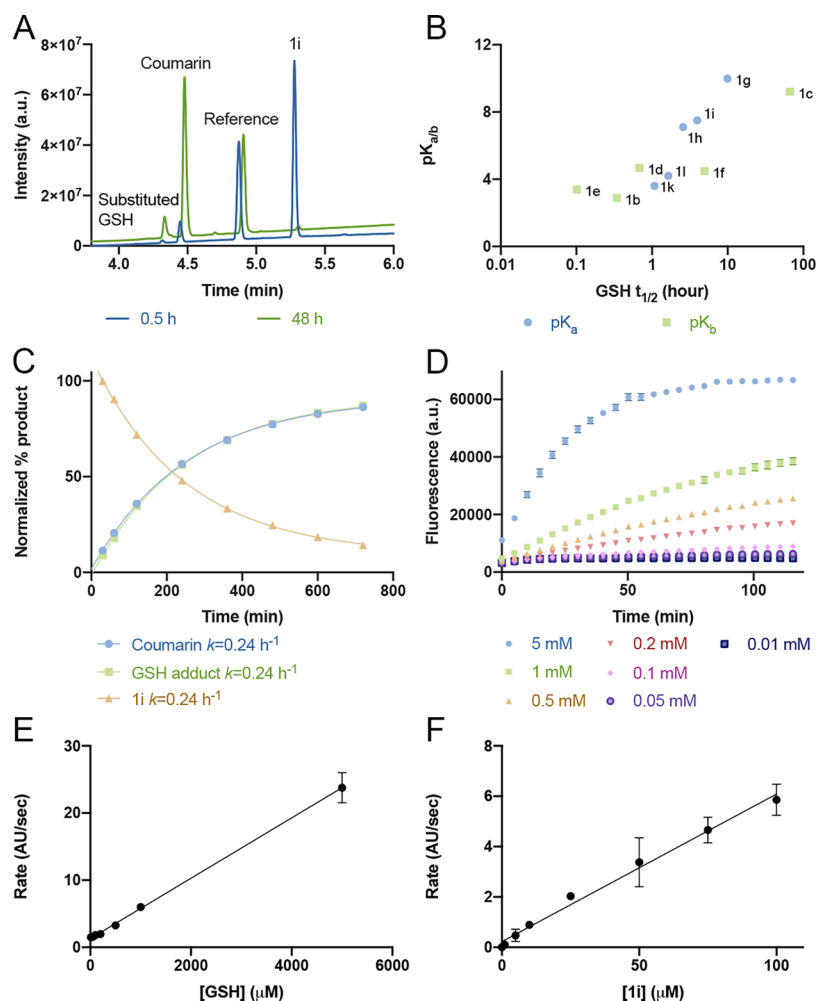 A
8×10⁷
6×10⁷
4×10⁷
2×10⁷
0
Intensity (a.u.)
Coumarin
1i
Reference
Substituted
GSH
4.0 4.5 5.0 5.5 6.0
Time (min)
0.5 h 48 h
B
12
8
4
0
pKa/b
1g
1c
1i
1h
1d
1l
1f
1e
1b
1k
0.01 0.1 1 10 100
GSH t1/2 (hour)
pKa pKb
C
100
50
0
Normalized % product
0 200 400 600 800
Time (min)
Coumarin k=0.24 h⁻¹
GSH adduct k=0.24 h⁻¹
1i k=0.24 h⁻¹
D
60000
40000
20000
0
Fluorescence (a.u.)
0 50 100
Time (min)
5 mM 0.2 mM 0.01 mM
1 mM 0.1 mM
0.5 mM 0.05 mM
E
30
20
10
0
Rate (AU/sec)
0 2000 4000 6000
[GSH] (μM)
F
8
6
4
2
0
Rate (AU/sec)
0 50 100
[1i] (μM)